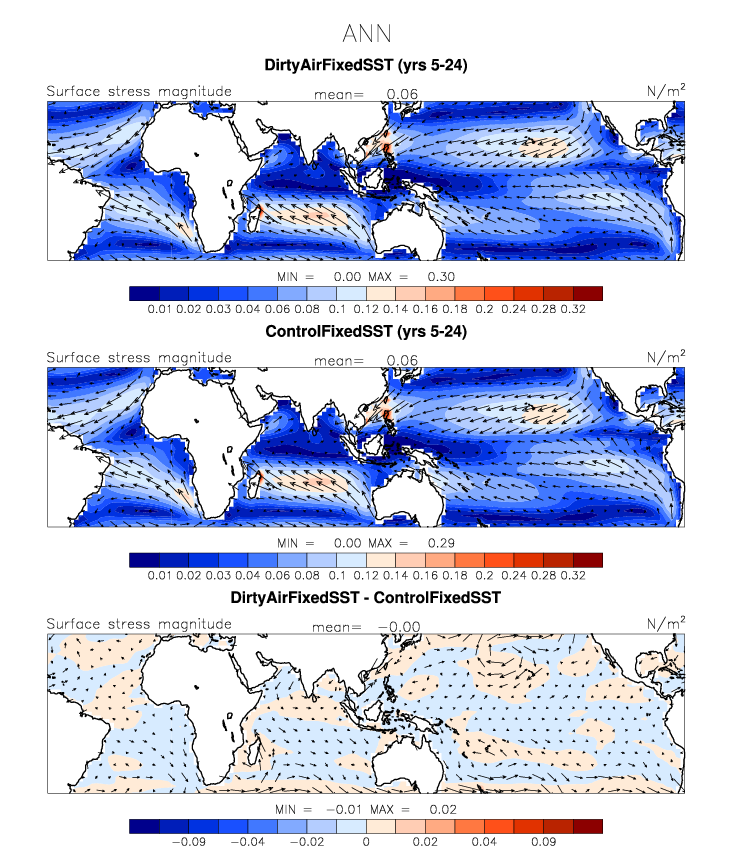 ANN
DirtyAirFixedSST (yrs 5-24)
Surface stress magnitude mean= 0.06 N/m²
MIN = 0.00 MAX = 0.30
0.01 0.02 0.03 0.04 0.06 0.08 0.1 0.12 0.14 0.16 0.18 0.2 0.24 0.28 0.32
ControlFixedSST (yrs 5-24)
Surface stress magnitude mean= 0.06 N/m²
MIN = 0.00 MAX = 0.29
0.01 0.02 0.03 0.04 0.06 0.08 0.1 0.12 0.14 0.16 0.18 0.2 0.24 0.28 0.32
DirtyAirFixedSST - ControlFixedSST
Surface stress magnitude mean= −0.00 N/m²
MIN = −0.01 MAX = 0.02
−0.09 −0.04 −0.02 0 0.02 0.04 0.09